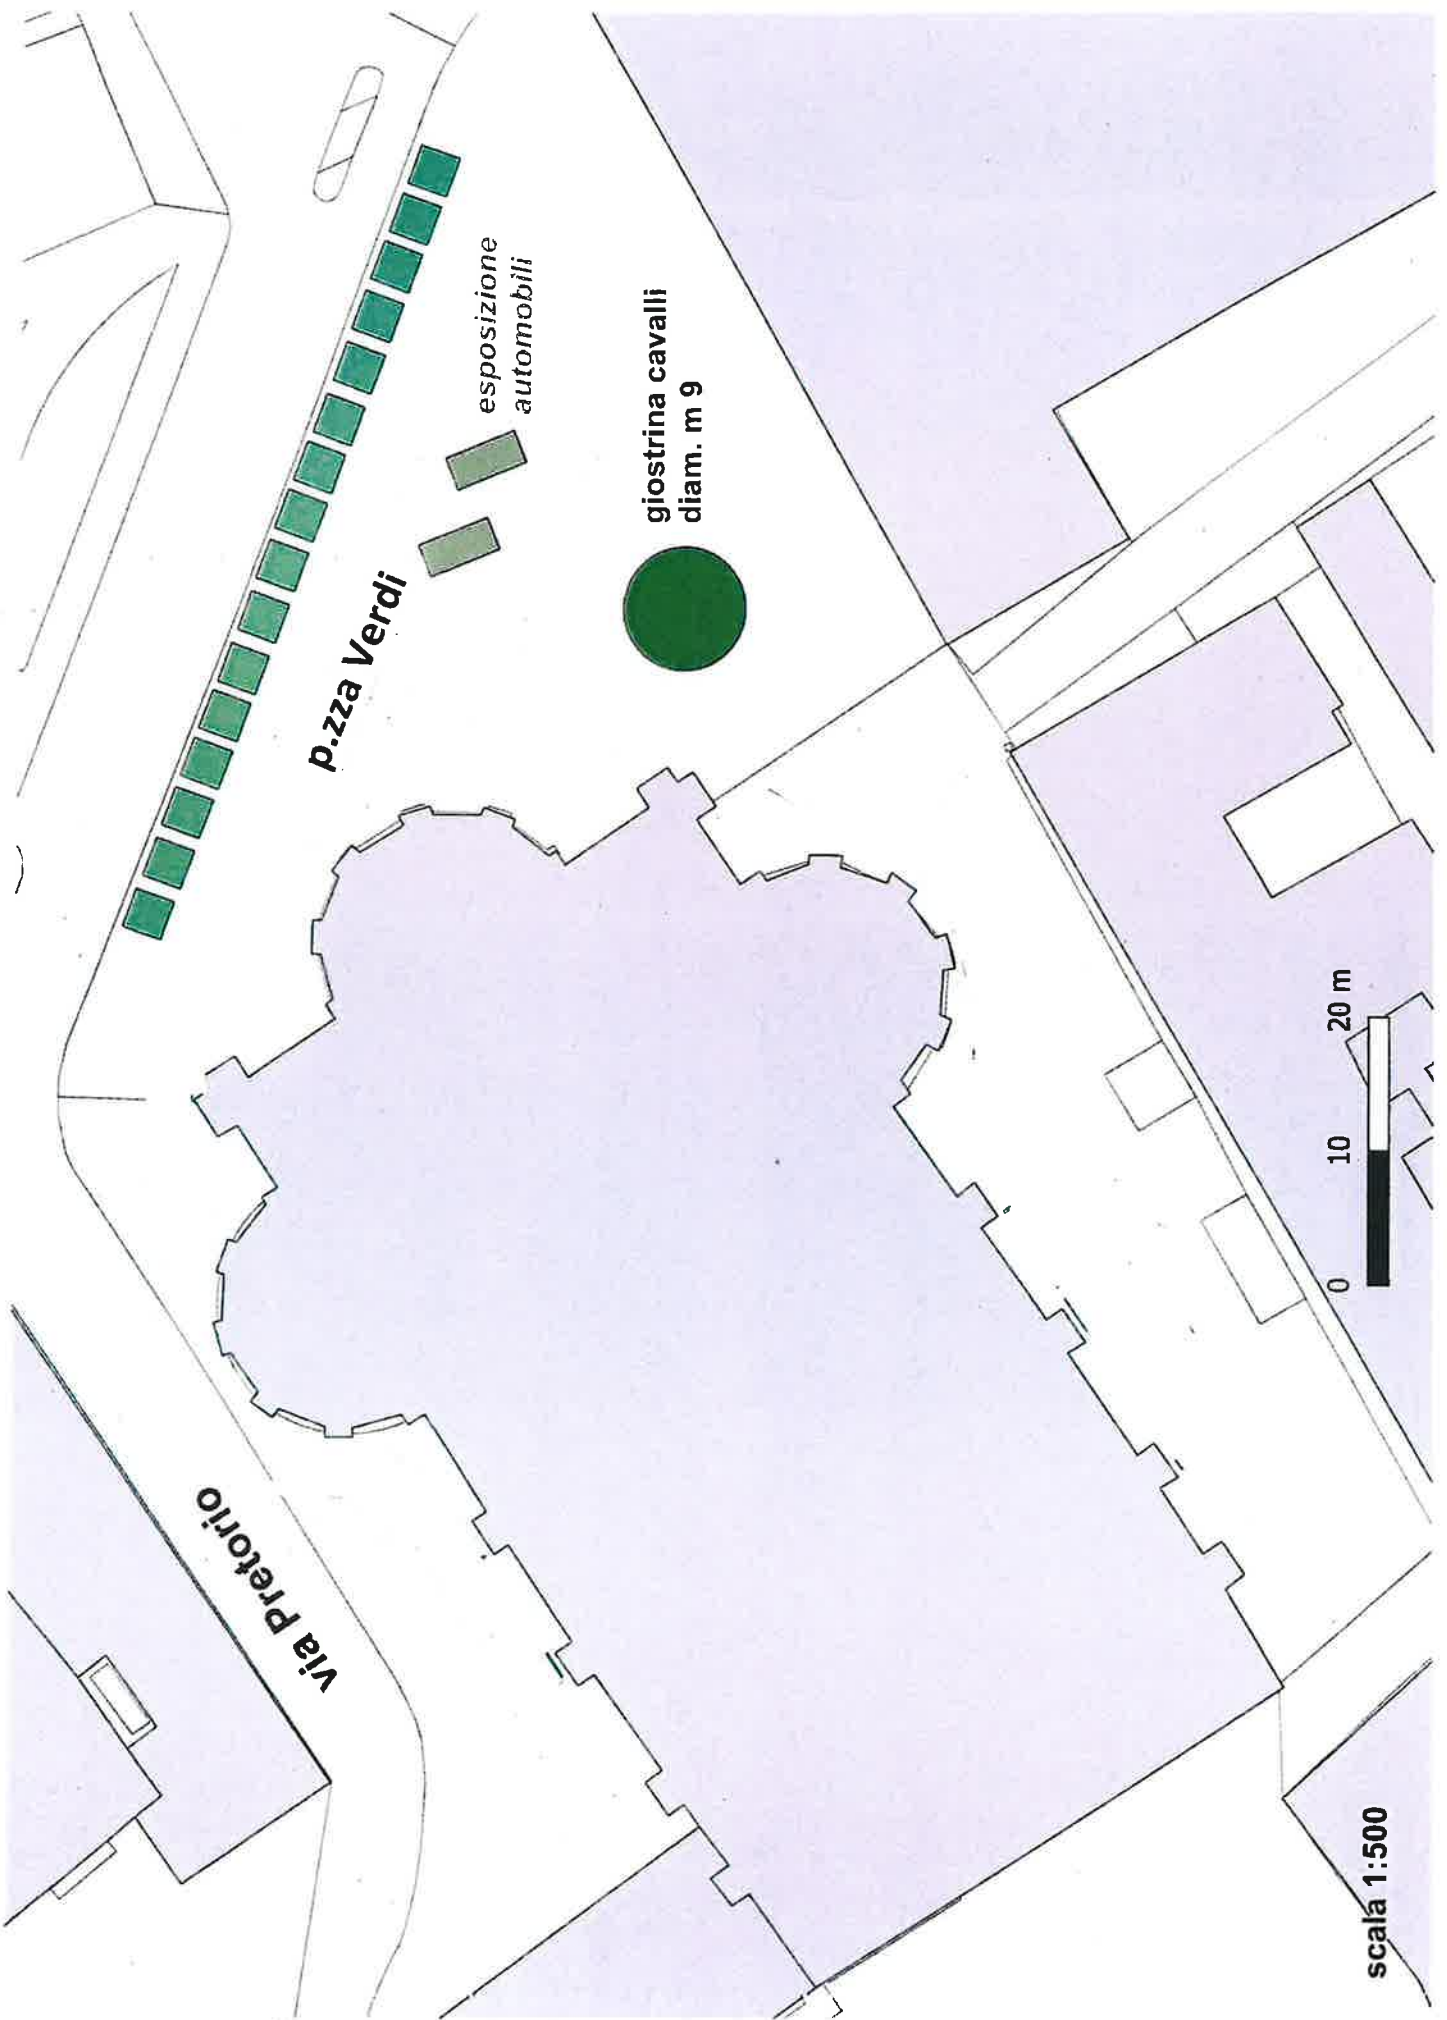 via Pretorio
p.zza Verdi
esposizione
automobili
giostrina cavalli
diam. m 9
0 10 20 m
scala 1:500